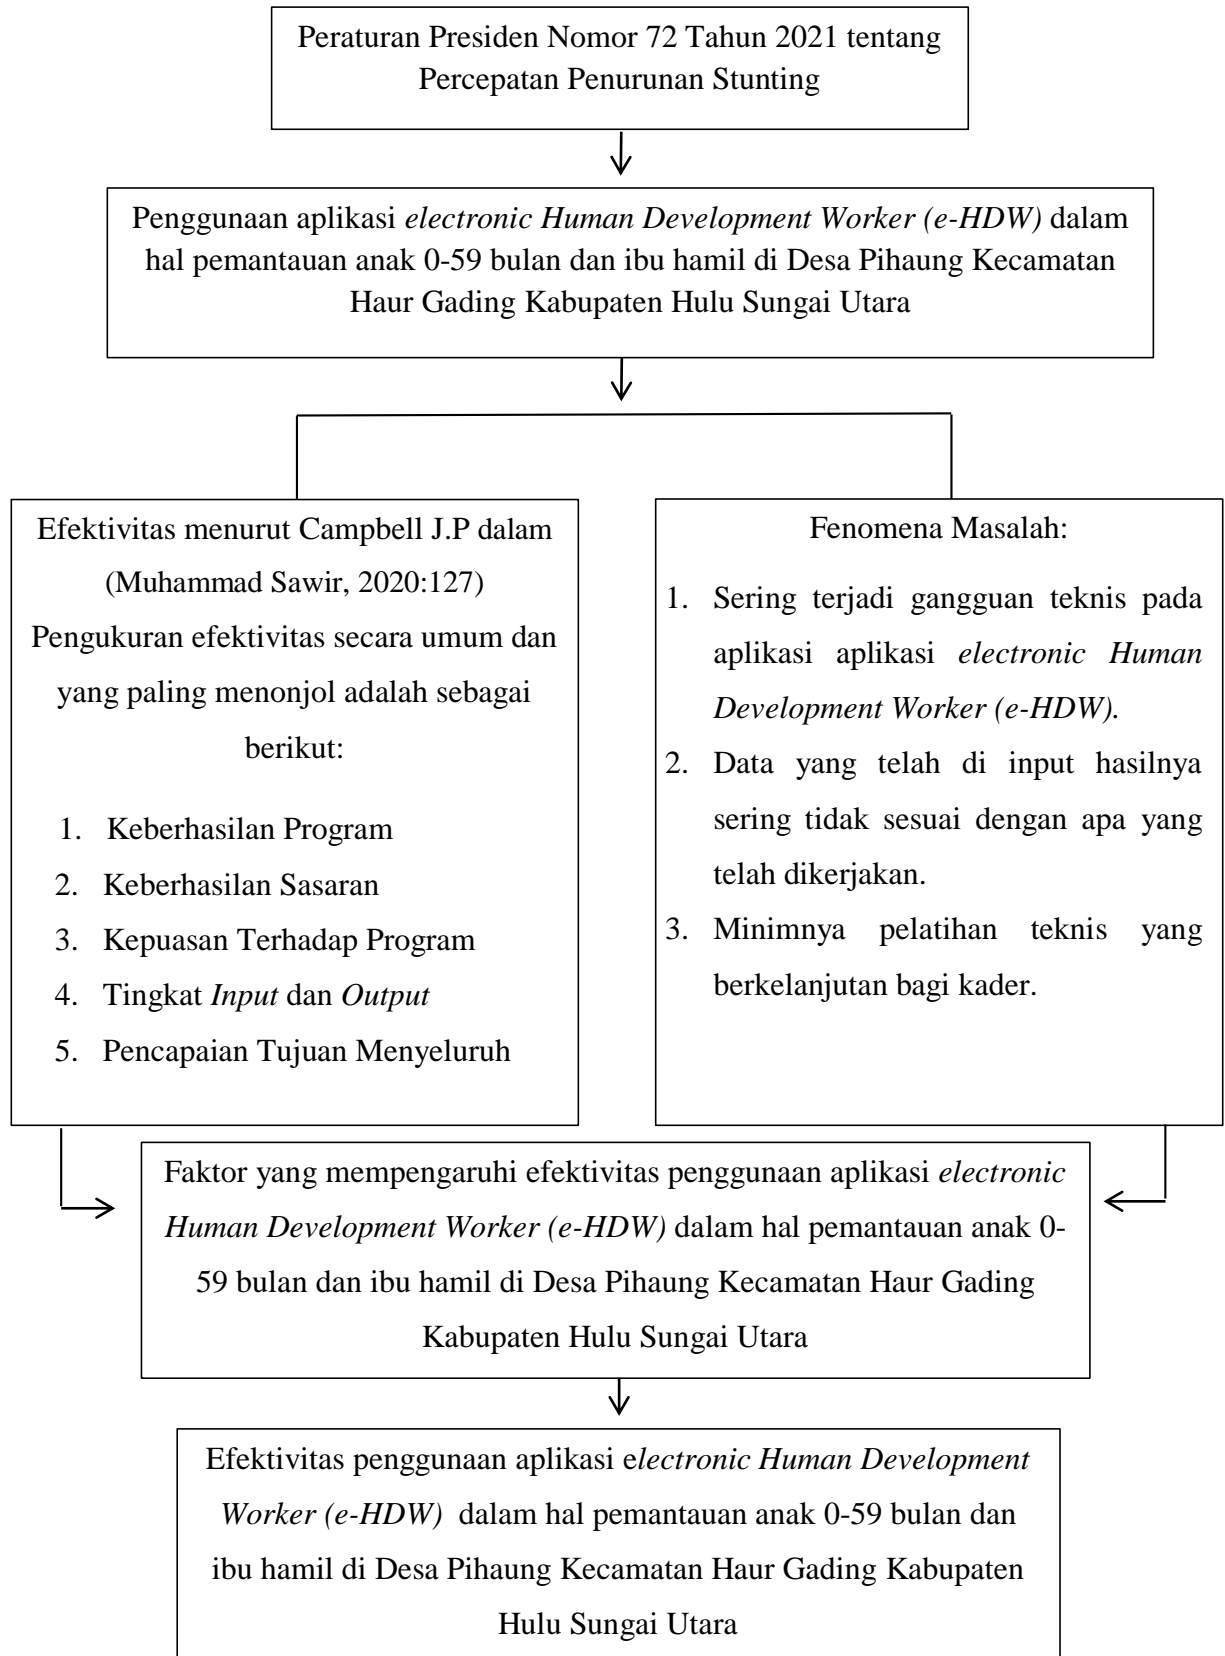 Peraturan Presiden Nomor 72 Tahun 2021 tentang
Percepatan Penurunan Stunting
Penggunaan aplikasi electronic Human Development Worker (e-HDW) dalam
hal pemantauan anak 0-59 bulan dan ibu hamil di Desa Pihaung Kecamatan
Haur Gading Kabupaten Hulu Sungai Utara
Efektivitas menurut Campbell J.P dalam
(Muhammad Sawir, 2020:127)
Pengukuran efektivitas secara umum dan
yang paling menonjol adalah sebagai
berikut:
1. Keberhasilan Program
2. Keberhasilan Sasaran
3. Kepuasan Terhadap Program
4. Tingkat Input dan Output
5. Pencapaian Tujuan Menyeluruh
Fenomena Masalah:
1. Sering terjadi gangguan teknis pada
aplikasi aplikasi electronic Human
Development Worker (e-HDW).
2. Data yang telah di input hasilnya
sering tidak sesuai dengan apa yang
telah dikerjakan.
3. Minimnya pelatihan teknis yang
berkelanjutan bagi kader.
Faktor yang mempengaruhi efektivitas penggunaan aplikasi electronic
Human Development Worker (e-HDW) dalam hal pemantauan anak 0-
59 bulan dan ibu hamil di Desa Pihaung Kecamatan Haur Gading
Kabupaten Hulu Sungai Utara
Efektivitas penggunaan aplikasi electronic Human Development
Worker (e-HDW) dalam hal pemantauan anak 0-59 bulan dan
ibu hamil di Desa Pihaung Kecamatan Haur Gading Kabupaten
Hulu Sungai Utara